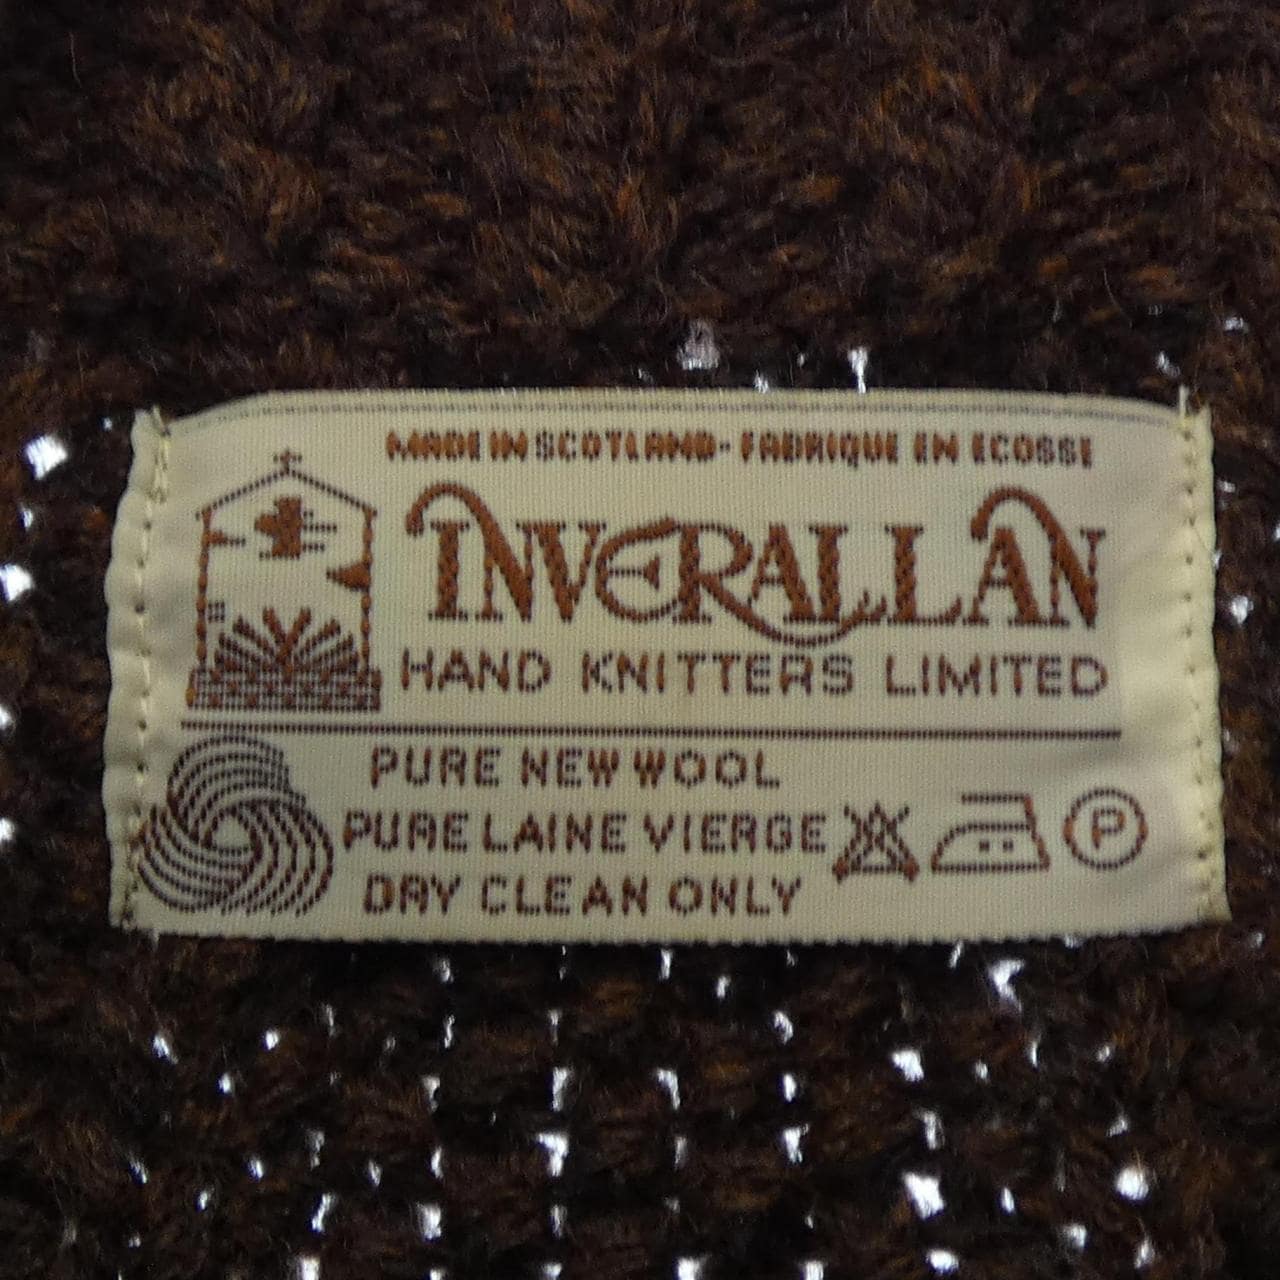 MADE IN SCOTLAND - FABRIQUE EN ECOSSE
INVERALLAN
HAND KNITTERS LIMITED
PURE NEW WOOL
PURE LAINE VIERGE
P
DRY CLEAN ONLY